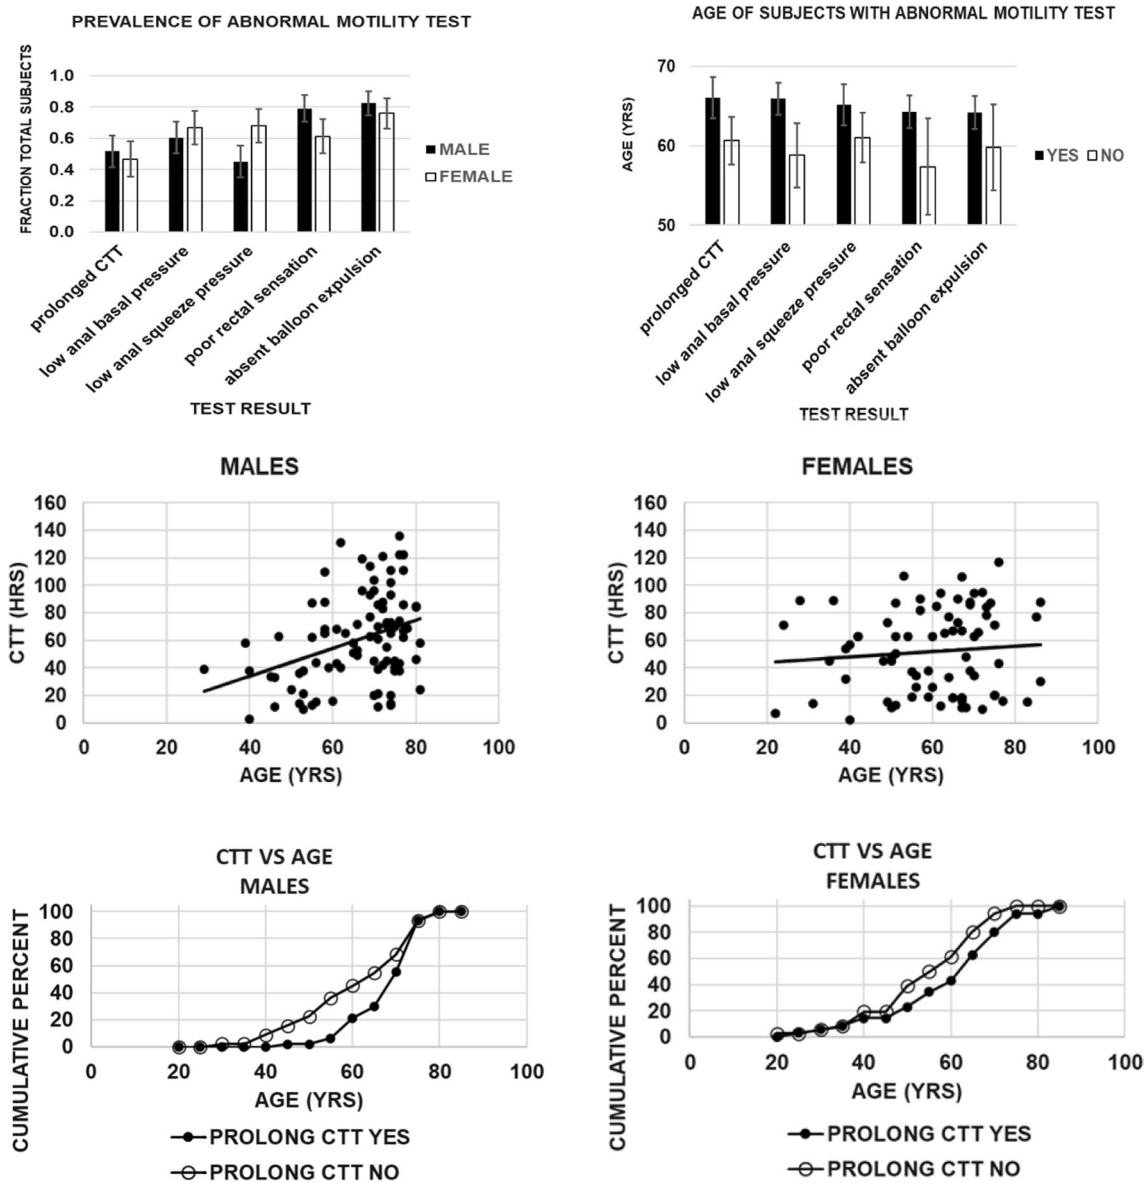 PREVALENCE OF ABNORMAL MOTILITY TEST
FRACTION TOTAL SUBJECTS
1.0
0.8
0.6
0.4
0.2
0.0
MALE
FEMALE
prolonged CTT
low anal basal pressure
low anal squeeze pressure
poor rectal sensation
absent balloon expulsion
TEST RESULT
AGE OF SUBJECTS WITH ABNORMAL MOTILITY TEST
AGE (YRS)
70
60
50
YES NO
prolonged CTT
low anal basal pressure
low anal squeeze pressure
poor rectal sensation
absent balloon expulsion
TEST RESULT
MALES
CTT (HRS)
160
140
120
100
80
60
40
20
0
0 20 40 60 80 100
AGE (YRS)
FEMALES
CTT (HRS)
160
140
120
100
80
60
40
20
0
0 20 40 60 80 100
AGE (YRS)
CTT VS AGE
MALES
CUMULATIVE PERCENT
100
80
60
40
20
0
0 20 40 60 80 100
AGE (YRS)
PROLONG CTT YES
PROLONG CTT NO
CTT VS AGE
FEMALES
CUMULATIVE PERCENT
100
80
60
40
20
0
0 20 40 60 80 100
AGE (YRS)
PROLONG CTT YES
PROLONG CTT NO